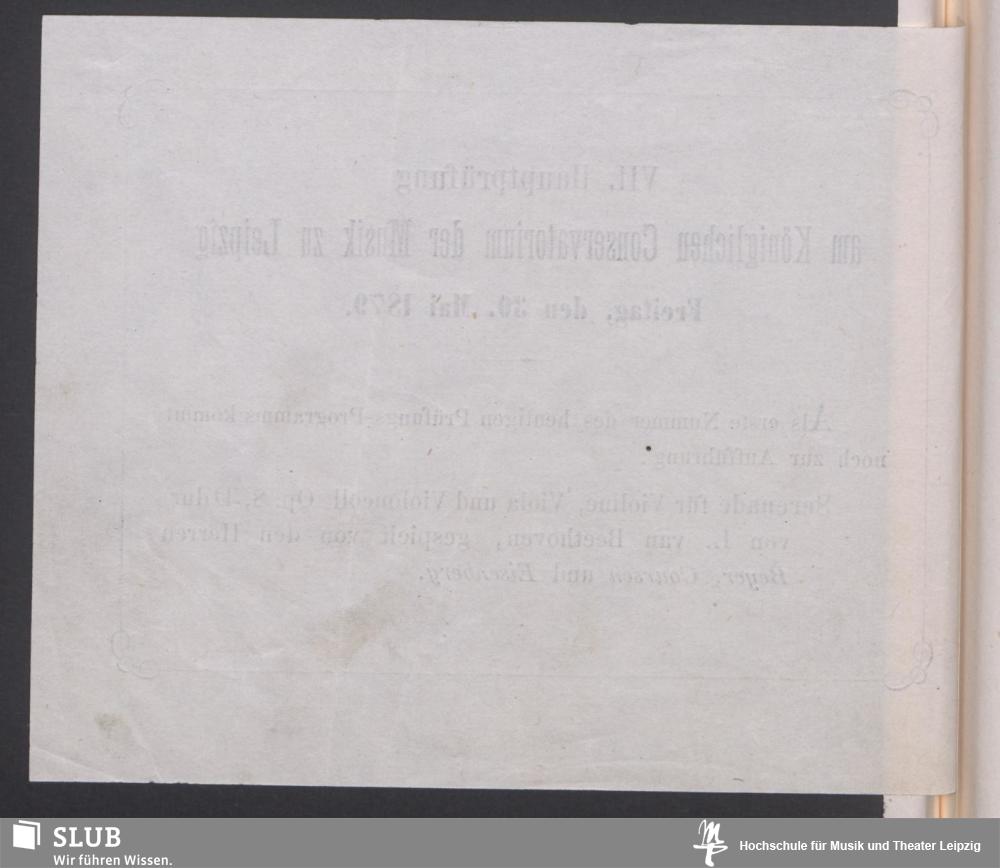 VII. Hauptprüfung
am Königlichen Conservatorium der Musik zu Leipzig
Freitag, den 30. Mai 1879.
Als erste Nummer des heutigen Prüfungs-Programms kommt
noch zur Aufführung:
Serenade für Violine, Viola und Violoncell, Op. 8, Ddur
von L. van Beethoven, gespielt von den Herren
Beyer, Coursen und Eisenberg.
SLUB
Wir führen Wissen.
Hochschule für Musik und Theater Leipzig